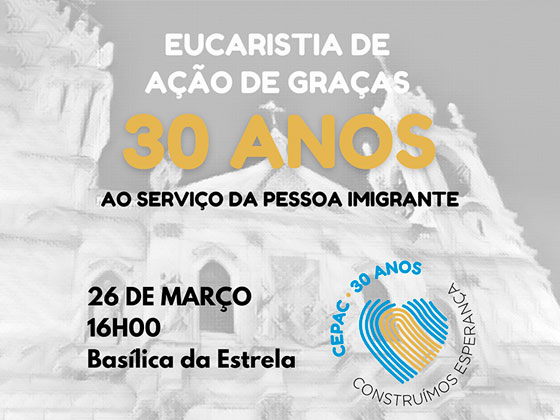 EUCARISTIA DE
AÇÃO DE GRAÇAS
30 ANOS
AO SERVIÇO DA PESSOA IMIGRANTE
26 DE MARÇO
16H00
Basílica da Estrela
CEPAC · 30 ANOS
CONSTRUÍMOS ESPERANÇA